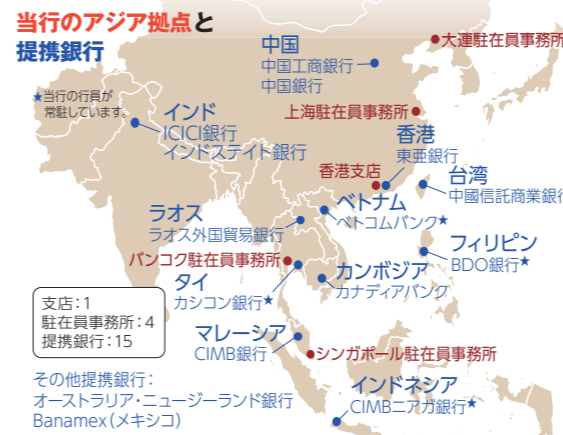 当行のアジア拠点と
提携銀行
★当行の行員が
常駐しています。
中国
中国工商銀行
中国銀行
大連駐在員事務所
上海駐在員事務所
インド
ICICI銀行
インドステイト銀行
香港
東亜銀行
香港支店
台湾
中國信託商業銀行
ベトナム
ベトコムバンク★
ラオス
ラオス外国貿易銀行
フィリピン
BDO銀行★
バンコク駐在員事務所
タイ
カシコン銀行★
カンボジア
カナディアバンク
支店：1
駐在員事務所：4
提携銀行：15
マレーシア
CIMB銀行
シンガポール駐在員事務所
インドネシア
CIMBニアガ銀行★
その他提携銀行：
オーストラリア・ニュージーランド銀行
Banamex（メキシコ）